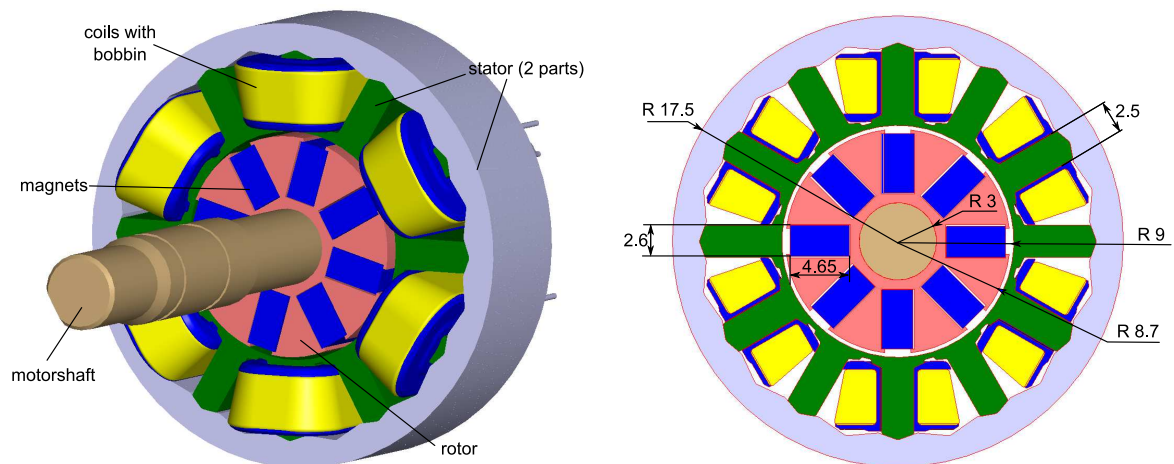 coils with
bobbin
stator (2 parts)
magnets
motorshaft
rotor
R 17.5
2.5
R 3
2.6
R 9
4.65
R 8.7